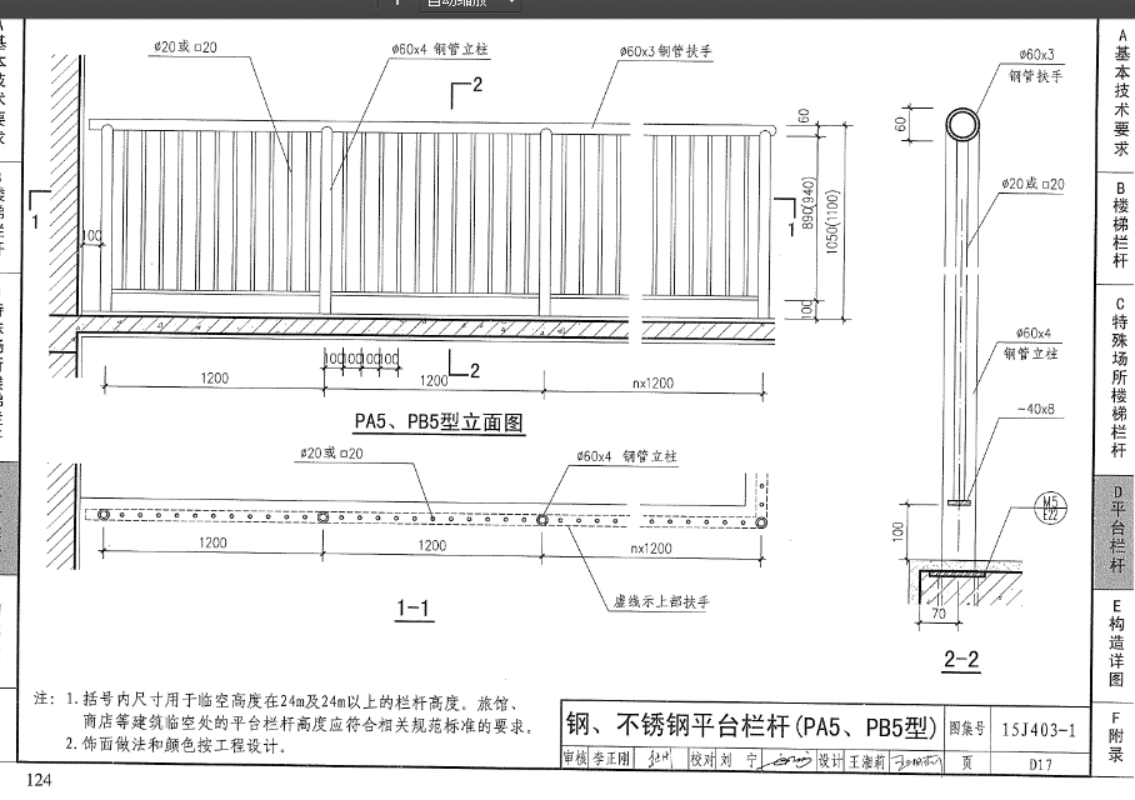 自动缩放
ø20或□20
ø60x4 钢管立柱
ø60x3钢管扶手
2
1
100
60
890(940)
1050(1100)
100
1
100 100 100 100
2
1200
1200
nx1200
PA5、PB5型立面图
ø20或□20
ø60x4 钢管立柱
1200
1200
nx1200
虚线示上部扶手
1-1
ø60x3
钢管扶手
60
ø20或□20
ø60x4
钢管立柱
-40x8
M5
E22
100
70
2-2
注: 1.括号内尺寸用于临空高度在24m及24m以上的栏杆高度。旅馆、
商店等建筑临空处的平台栏杆高度应符合相关规范标准的要求。
2.饰面做法和颜色按工程设计。
钢、不锈钢平台栏杆(PA5、PB5型)
图集号
15J403-1
审核
李正刚
校对
刘 宁
设计
王湘莉
页
D17
A基本技术要求
B楼梯栏杆
C特殊场所楼梯栏杆
D平台栏杆
E构造详图
F附录
124